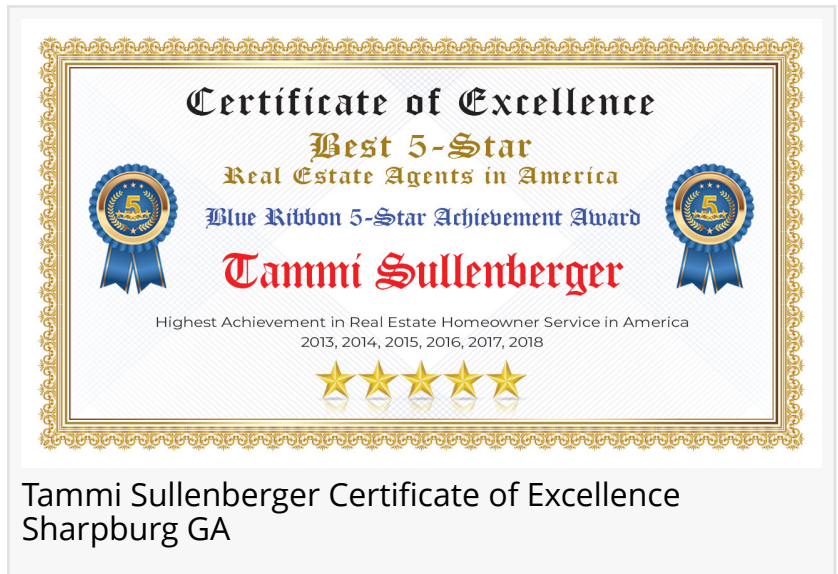 Certificate of Excellence
Best 5-Star
Real Estate Agents in America
5
5
Blue Ribbon 5-Star Achievement Award
Tammi Sullenberger
Highest Achievement in Real Estate Homeowner Service in America
2013, 2014, 2015, 2016, 2017, 2018
Tammi Sullenberger Certificate of Excellence
Sharpburg GA